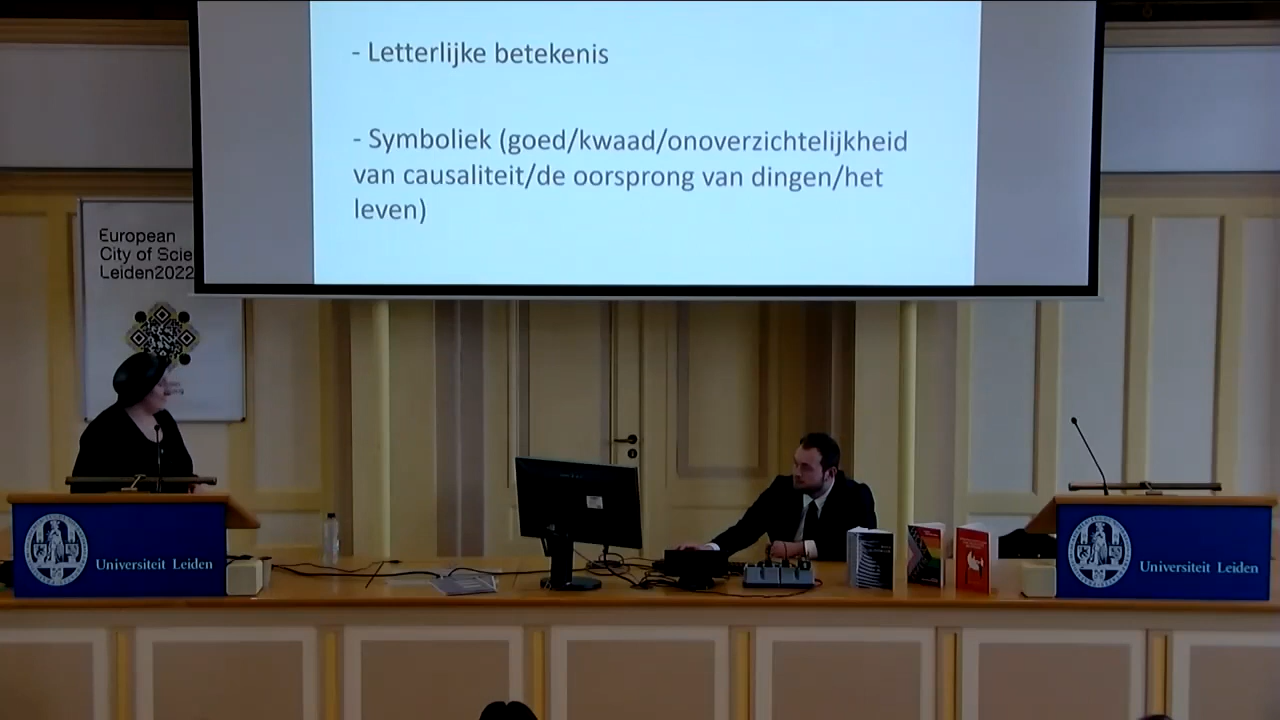 - Letterlijke betekenis
- Symboliek (goed/kwaad/onoverzichtelijkheid
van causaliteit/de oorsprong van dingen/het
leven)
European
City of Scie
Leiden2022
Universiteit Leiden
Universiteit Leiden